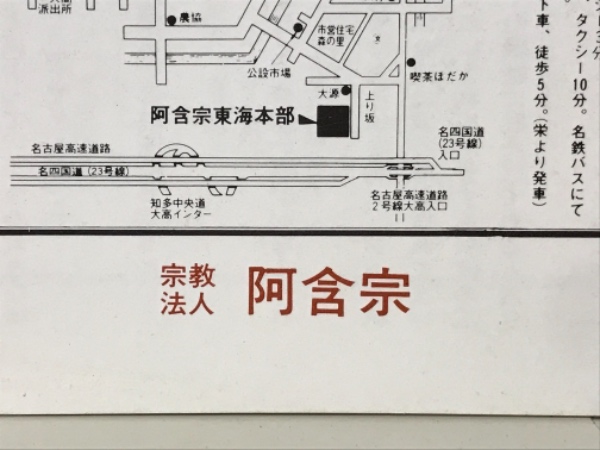 派出所
農協
市営住宅
森の里
公設市場
喫茶ほだか
大源
上り坂
阿含宗東海本部
名古屋高速道路
名四国道(23号線)
名四国道
(23号線)
入口
知多中央道
大高インター
名古屋高速道路
2号線大高入口
タクシー10分。名鉄バスにて
ト車、徒歩5分。(栄より発車)
宗教
法人
阿含宗